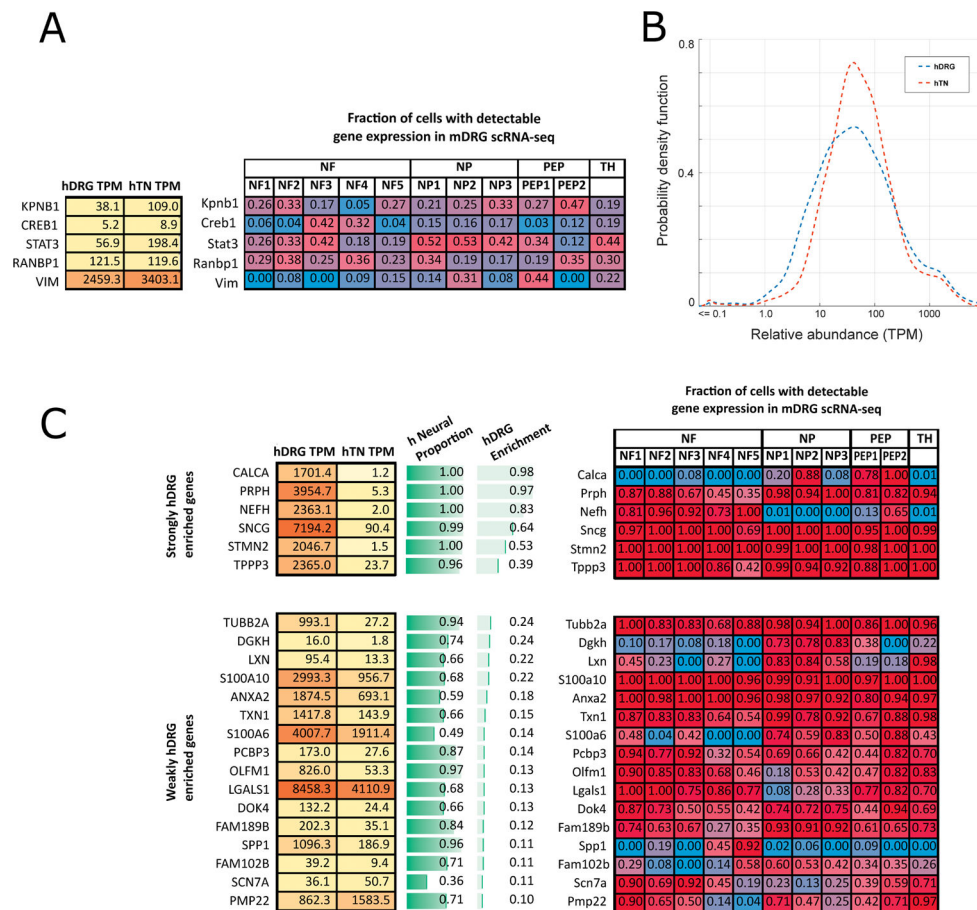 A
Fraction of cells with detectable
gene expression in mDRG scRNA-seq
NF NP PEP TH
hDRG TPM hTN TPM NF1 NF2 NF3 NF4 NF5 NP1 NP2 NP3 PEP1 PEP2
KPNB1 38.1 109.0 Kpnb1 0.26 0.33 0.17 0.05 0.27 0.21 0.25 0.33 0.27 0.47 0.19
CREB1 5.2 8.9 Creb1 0.06 0.04 0.42 0.32 0.04 0.15 0.16 0.17 0.03 0.12 0.19
STAT3 56.9 198.4 Stat3 0.26 0.33 0.42 0.18 0.19 0.52 0.53 0.42 0.34 0.12 0.44
RANBP1 121.5 119.6 Ranbp1 0.29 0.38 0.25 0.36 0.23 0.34 0.19 0.17 0.19 0.35 0.30
VIM 2459.3 3403.1 Vim 0.00 0.08 0.00 0.09 0.15 0.14 0.31 0.08 0.44 0.00 0.22
B
Probability density function
0.8
0.4
0
hDRG
hTN
<= 0.1 1.0 10 100 1000
Relative abundance (TPM)
C
Fraction of cells with detectable
gene expression in mDRG scRNA-seq
NF NP PEP TH
hDRG TPM hTN TPM h Neural Proportion hDRG Enrichment NF1 NF2 NF3 NF4 NF5 NP1 NP2 NP3 PEP1 PEP2
Strongly hDRG enriched genes
CALCA 1701.4 1.2 1.00 0.98 Calca 0.00 0.00 0.08 0.00 0.00 0.20 0.88 0.08 0.78 1.00 0.01
PRPH 3954.7 5.3 1.00 0.97 Prph 0.87 0.88 0.67 0.45 0.35 0.98 0.94 1.00 0.81 0.82 0.94
NEFH 2363.1 2.0 1.00 0.83 Nefh 0.81 0.96 0.92 0.73 1.00 0.01 0.00 0.00 0.13 0.65 0.01
SNCG 7194.2 90.4 0.99 0.64 Sncg 0.97 1.00 1.00 1.00 0.69 0.97 1.00 1.00 1.00 0.95 0.99
STMN2 2046.7 1.5 1.00 0.53 Stmn2 1.00 1.00 1.00 1.00 1.00 0.99 1.00 1.00 0.98 1.00 1.00
TPPP3 2365.0 23.7 0.96 0.39 Tppp3 1.00 1.00 1.00 0.86 0.42 0.99 0.94 0.92 0.88 1.00 1.00
Weakly hDRG enriched genes
TUBB2A 993.1 27.2 0.94 0.24 Tubb2a 1.00 0.83 0.83 0.68 0.88 0.98 0.94 1.00 0.86 1.00 0.96
DGKH 16.0 1.8 0.74 0.24 Dgkh 0.10 0.17 0.08 0.18 0.00 0.00 0.00 0.00 0.38 0.00 0.22
LXN 95.4 13.3 0.66 0.22 Lxn 0.45 0.23 0.00 0.27 0.00 0.83 0.84 0.58 0.19 0.18 0.98
S100A10 2993.3 956.7 0.68 0.22 S100a10 1.00 1.00 1.00 1.00 0.96 0.99 0.91 1.00 1.00 1.00 1.00
ANXA2 1874.5 693.1 0.59 0.18 Anxa2 1.00 0.98 1.00 1.00 0.96 0.98 0.97 0.92 0.80 0.94 0.97
TXN1 1417.8 143.9 0.66 0.15 Txn1 0.87 0.83 0.83 0.64 0.54 0.99 0.78 0.92 0.67 0.88 0.98
S100A6 4007.7 1911.4 0.49 0.14 S100a6 0.48 0.04 0.42 0.00 0.00 0.74 0.59 0.83 0.50 0.88 0.43
PCBP3 173.0 27.6 0.87 0.14 Pcbp3 0.94 0.77 0.92 0.32 0.54 0.69 0.66 0.42 0.44 0.82 0.70
OLFM1 826.0 53.3 0.97 0.13 Olfm1 0.90 0.85 0.83 0.68 0.46 0.18 0.53 0.42 0.47 0.82 0.83
LGALS1 8458.3 4110.9 0.68 0.13 Lgals1 1.00 1.00 0.75 0.86 0.77 0.08 0.28 0.33 0.77 0.82 0.70
DOK4 132.2 24.4 0.66 0.13 Dok4 0.87 0.73 0.50 0.55 0.42 0.74 0.72 0.75 0.44 0.94 0.69
FAM189B 202.3 35.1 0.84 0.12 Fam189b 0.74 0.63 0.67 0.27 0.35 0.93 0.91 0.92 0.61 0.65 0.73
SPP1 1096.3 186.9 0.96 0.11 Spp1 0.00 0.19 0.00 0.45 0.92 0.02 0.06 0.00 0.09 0.00 0.00
FAM102B 39.2 9.4 0.71 0.11 Fam102b 0.29 0.08 0.00 0.14 0.58 0.60 0.53 0.42 0.34 0.35 0.26
SCN7A 36.1 50.7 0.36 0.11 Scn7a 0.90 0.69 0.92 0.45 0.19 0.23 0.13 0.25 0.39 0.59 0.71
PMP22 862.3 1583.5 0.71 0.10 Pmp22 0.90 0.65 0.50 0.14 0.04 0.71 0.47 0.25 0.42 0.71 0.97